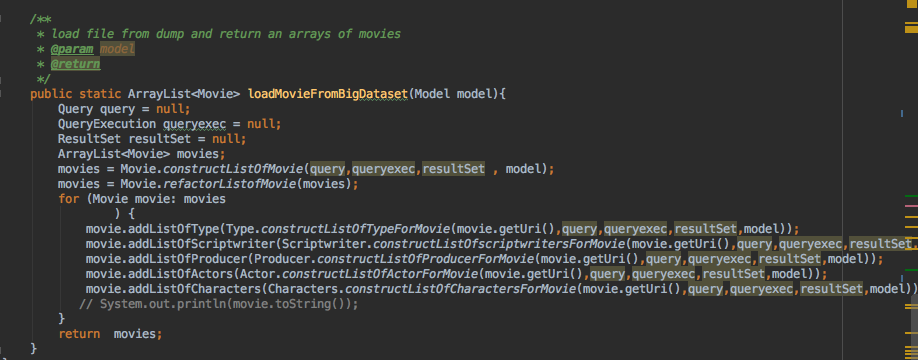 /**
 * load file from dump and return an arrays of movies
 * @param model
 * @return
 */
public static ArrayList<Movie> loadMovieFromBigDataset(Model model){
    Query query = null;
    QueryExecution queryexec = null;
    ResultSet resultSet = null;
    ArrayList<Movie> movies;
    movies = Movie.constructListOfMovie(query,queryexec,resultSet , model);
    movies = Movie.refactorListofMovie(movies);
    for (Movie movie: movies
            ) {
        movie.addListOfType(Type.constructListOfTypeForMovie(movie.getUri(),query,queryexec,resultSet,model));
        movie.addListOfScriptwriter(Scriptwriter.constructListOfscriptwritersForMovie(movie.getUri(),query,queryexec,resultSet
        movie.addListOfProducer(Producer.constructListOfProducerForMovie(movie.getUri(),query,queryexec,resultSet,model));
        movie.addListOfActors(Actor.constructListOfActorForMovie(movie.getUri(),query,queryexec,resultSet,model));
        movie.addListOfCharacters(Characters.constructListOfCharactersForMovie(movie.getUri(),query,queryexec,resultSet,model))
       // System.out.println(movie.toString());
    }
    return  movies;
}